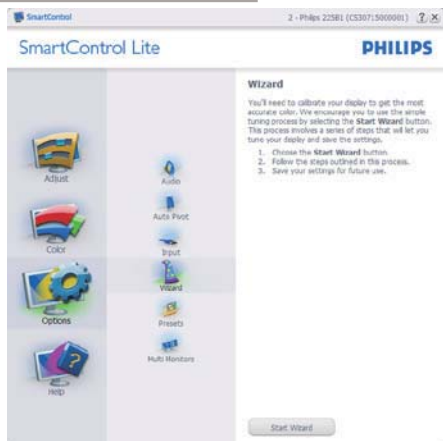 SmartControl
2 - Philips 225B1 (CS30715000001)
SmartControl Lite
PHILIPS
Adjust
Color
Options
Help
Audio
Auto Pivot
Input
Wizard
Presets
Multi Monitors
Wizard
You'll need to calibrate your display to get the most
accurate color. We encourage you to use the simple
tuning process by selecting the Start Wizard button.
This process involves a series of steps that will let you
tune your display and save the settings.
1. Choose the Start Wizard button.
2. Follow the steps outlined in this process.
3. Save your settings for future use.
Start Wizard